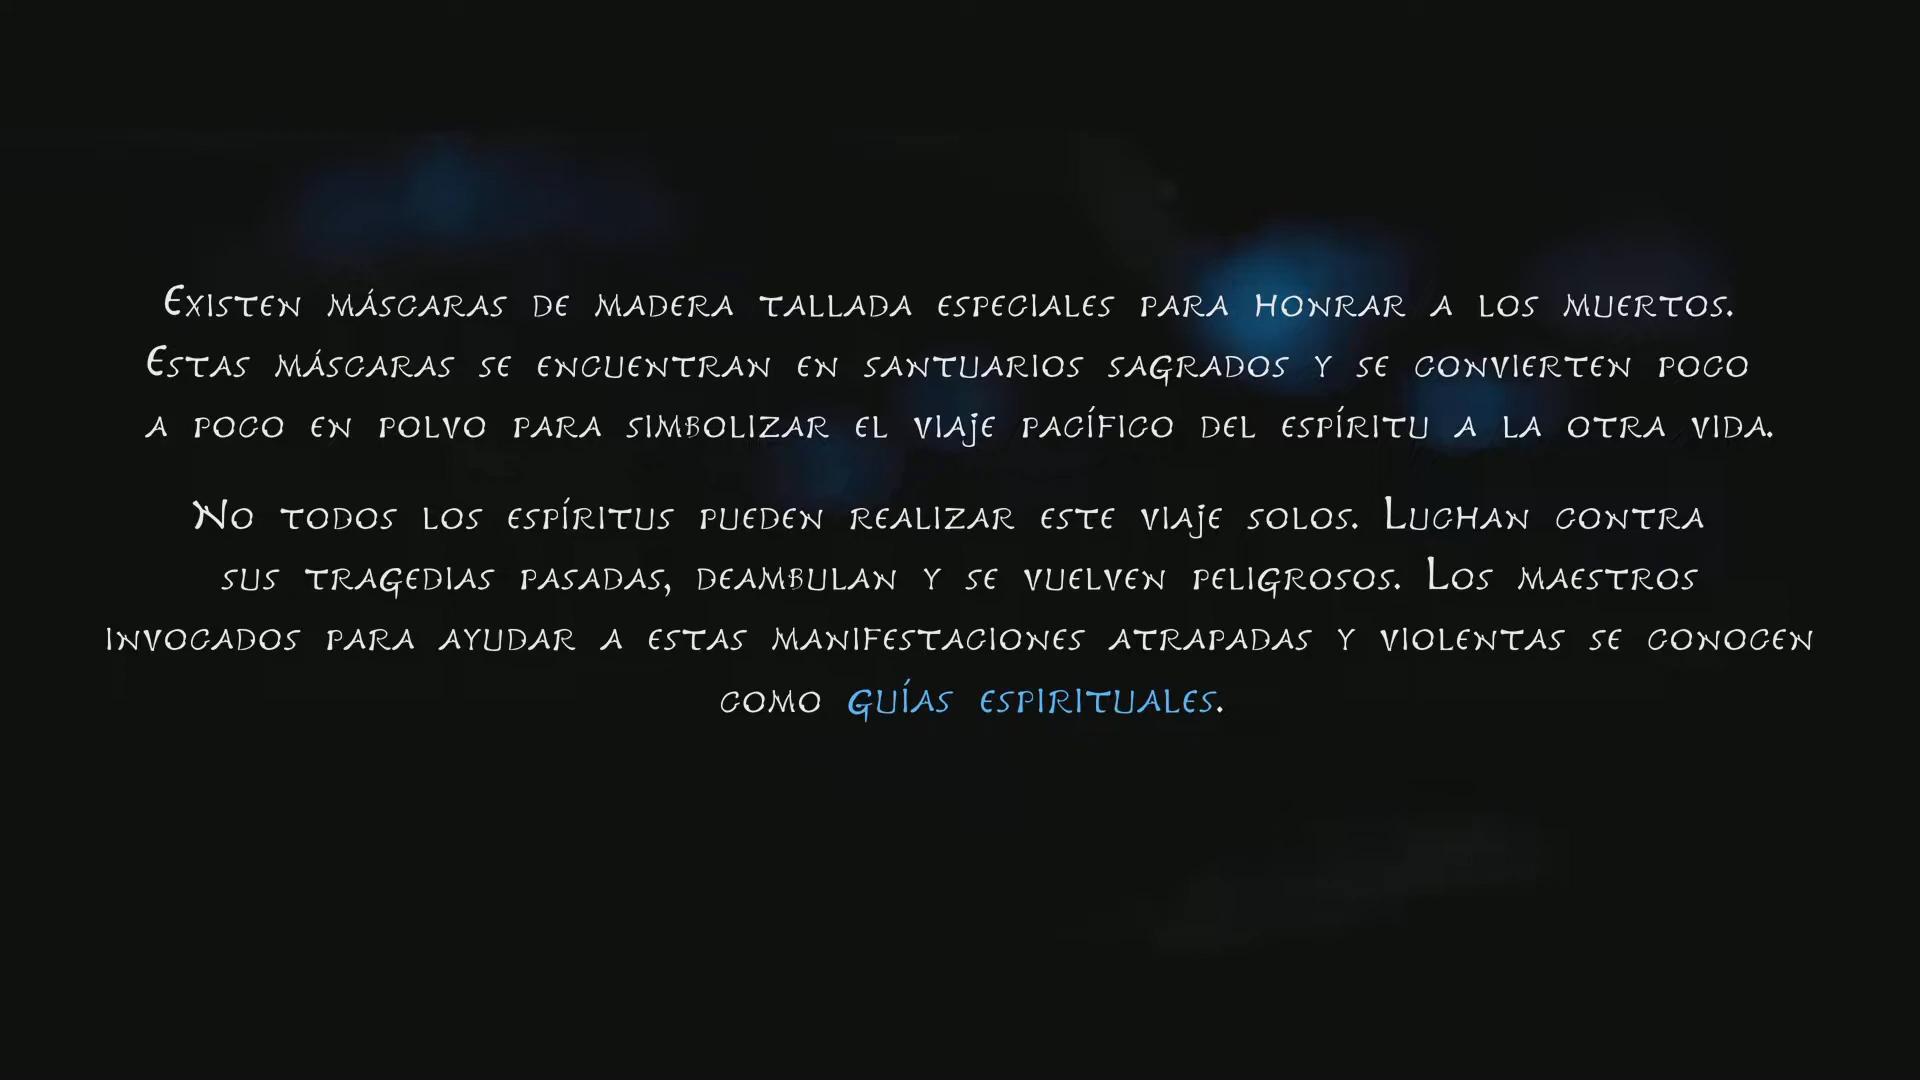 Existen máscaras de madera tallada especiales para honrar a los muertos.
Estas máscaras se encuentran en santuarios sagrados y se convierten poco
a poco en polvo para simbolizar el viaje pacífico del espíritu a la otra vida.
No todos los espíritus pueden realizar este viaje solos. Luchan contra
sus tragedias pasadas, deambulan y se vuelven peligrosos. Los maestros
invocados para ayudar a estas manifestaciones atrapadas y violentas se conocen
como guías espirituales.